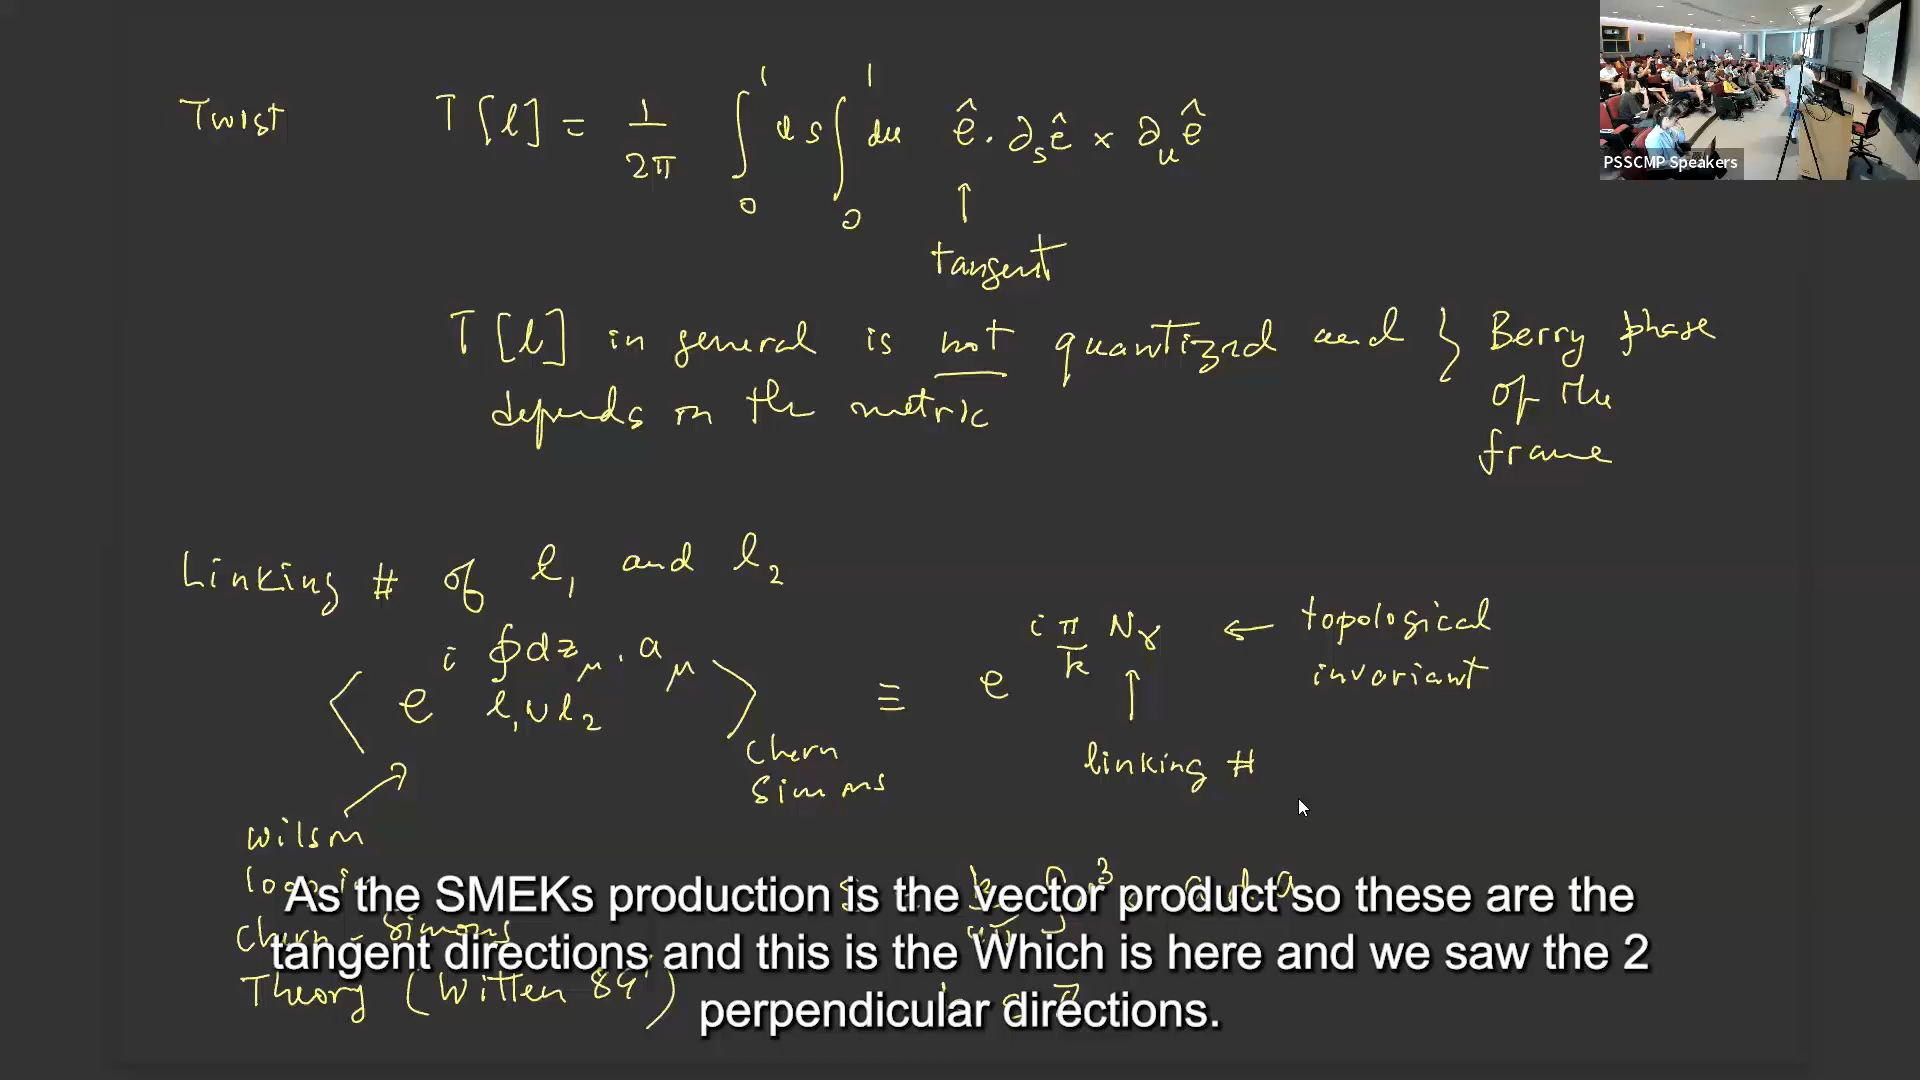 Twist T[ℓ] = 1/2π ∫₀¹ ds ∫₀¹ du ê · ∂ₛê × ∂ᵤê
↑
tangent
T[ℓ] in general is not quantized and } Berry phase
depends on the metric of the
frame
Linking # of ℓ₁ and ℓ₂
⟨ e^{i ∮_{ℓ₁∪ℓ₂} dz_μ · a_μ} ⟩ Chern Simons ≡ e^{i π/k N_γ} ← topological
invariant
↑
linking #
Wilson
Chern-Simons
Theory (Witten 89')
PSSCMP Speakers
As the SMEKs production is the vector product so these are the
tangent directions and this is the Which is here and we saw the 2
perpendicular directions.